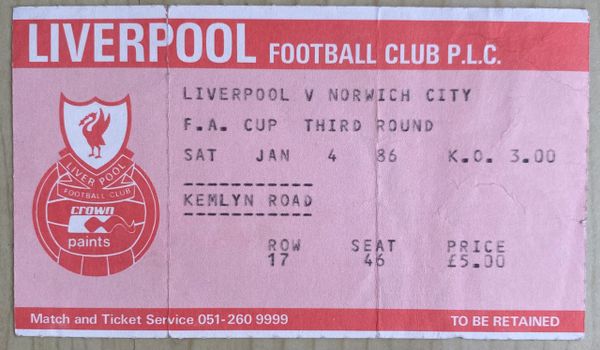 LIVERPOOL FOOTBALL CLUB P.L.C.
LIVERPOOL V NORWICH CITY
F.A. CUP THIRD ROUND
SAT JAN 4 86 K.O. 3.00
KEMLYN ROAD
ROW SEAT PRICE
17 46 £5.00
LIVERPOOL
FOOTBALL CLUB
crown
paints
Match and Ticket Service 051-260 9999 TO BE RETAINED